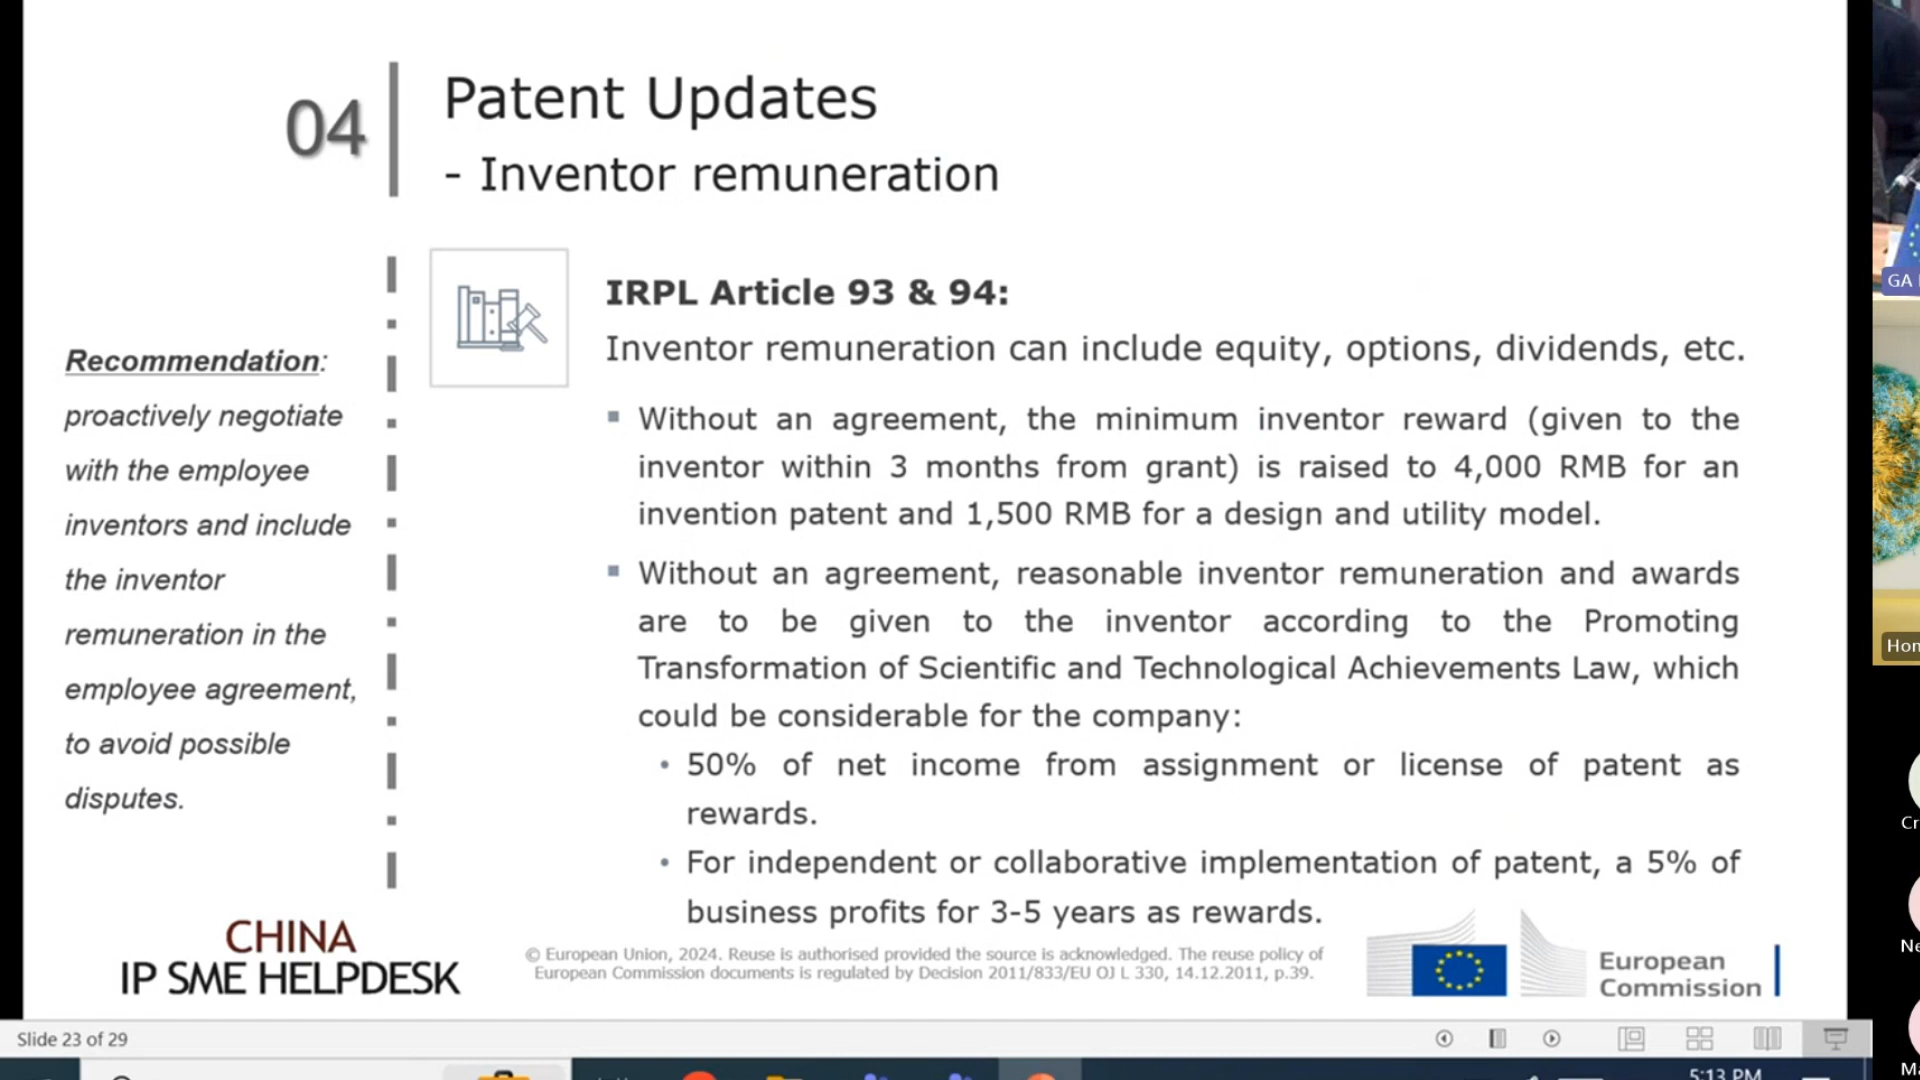 04
Patent Updates
- Inventor remuneration
Recommendation:
proactively negotiate
with the employee
inventors and include
the inventor
remuneration in the
employee agreement,
to avoid possible
disputes.
IRPL Article 93 & 94:
Inventor remuneration can include equity, options, dividends, etc.
Without an agreement, the minimum inventor reward (given to the
inventor within 3 months from grant) is raised to 4,000 RMB for an
invention patent and 1,500 RMB for a design and utility model.
Without an agreement, reasonable inventor remuneration and awards
are to be given to the inventor according to the Promoting
Transformation of Scientific and Technological Achievements Law, which
could be considerable for the company:
• 50% of net income from assignment or license of patent as
rewards.
• For independent or collaborative implementation of patent, a 5% of
business profits for 3-5 years as rewards.
CHINA
IP SME HELPDESK
© European Union, 2024. Reuse is authorised provided the source is acknowledged. The reuse policy of
European Commission documents is regulated by Decision 2011/833/EU OJ L 330, 14.12.2011, p.39.
European
Commission
Slide 23 of 29
5:13 PM
GA
Hon
Cr
Ne
Ma